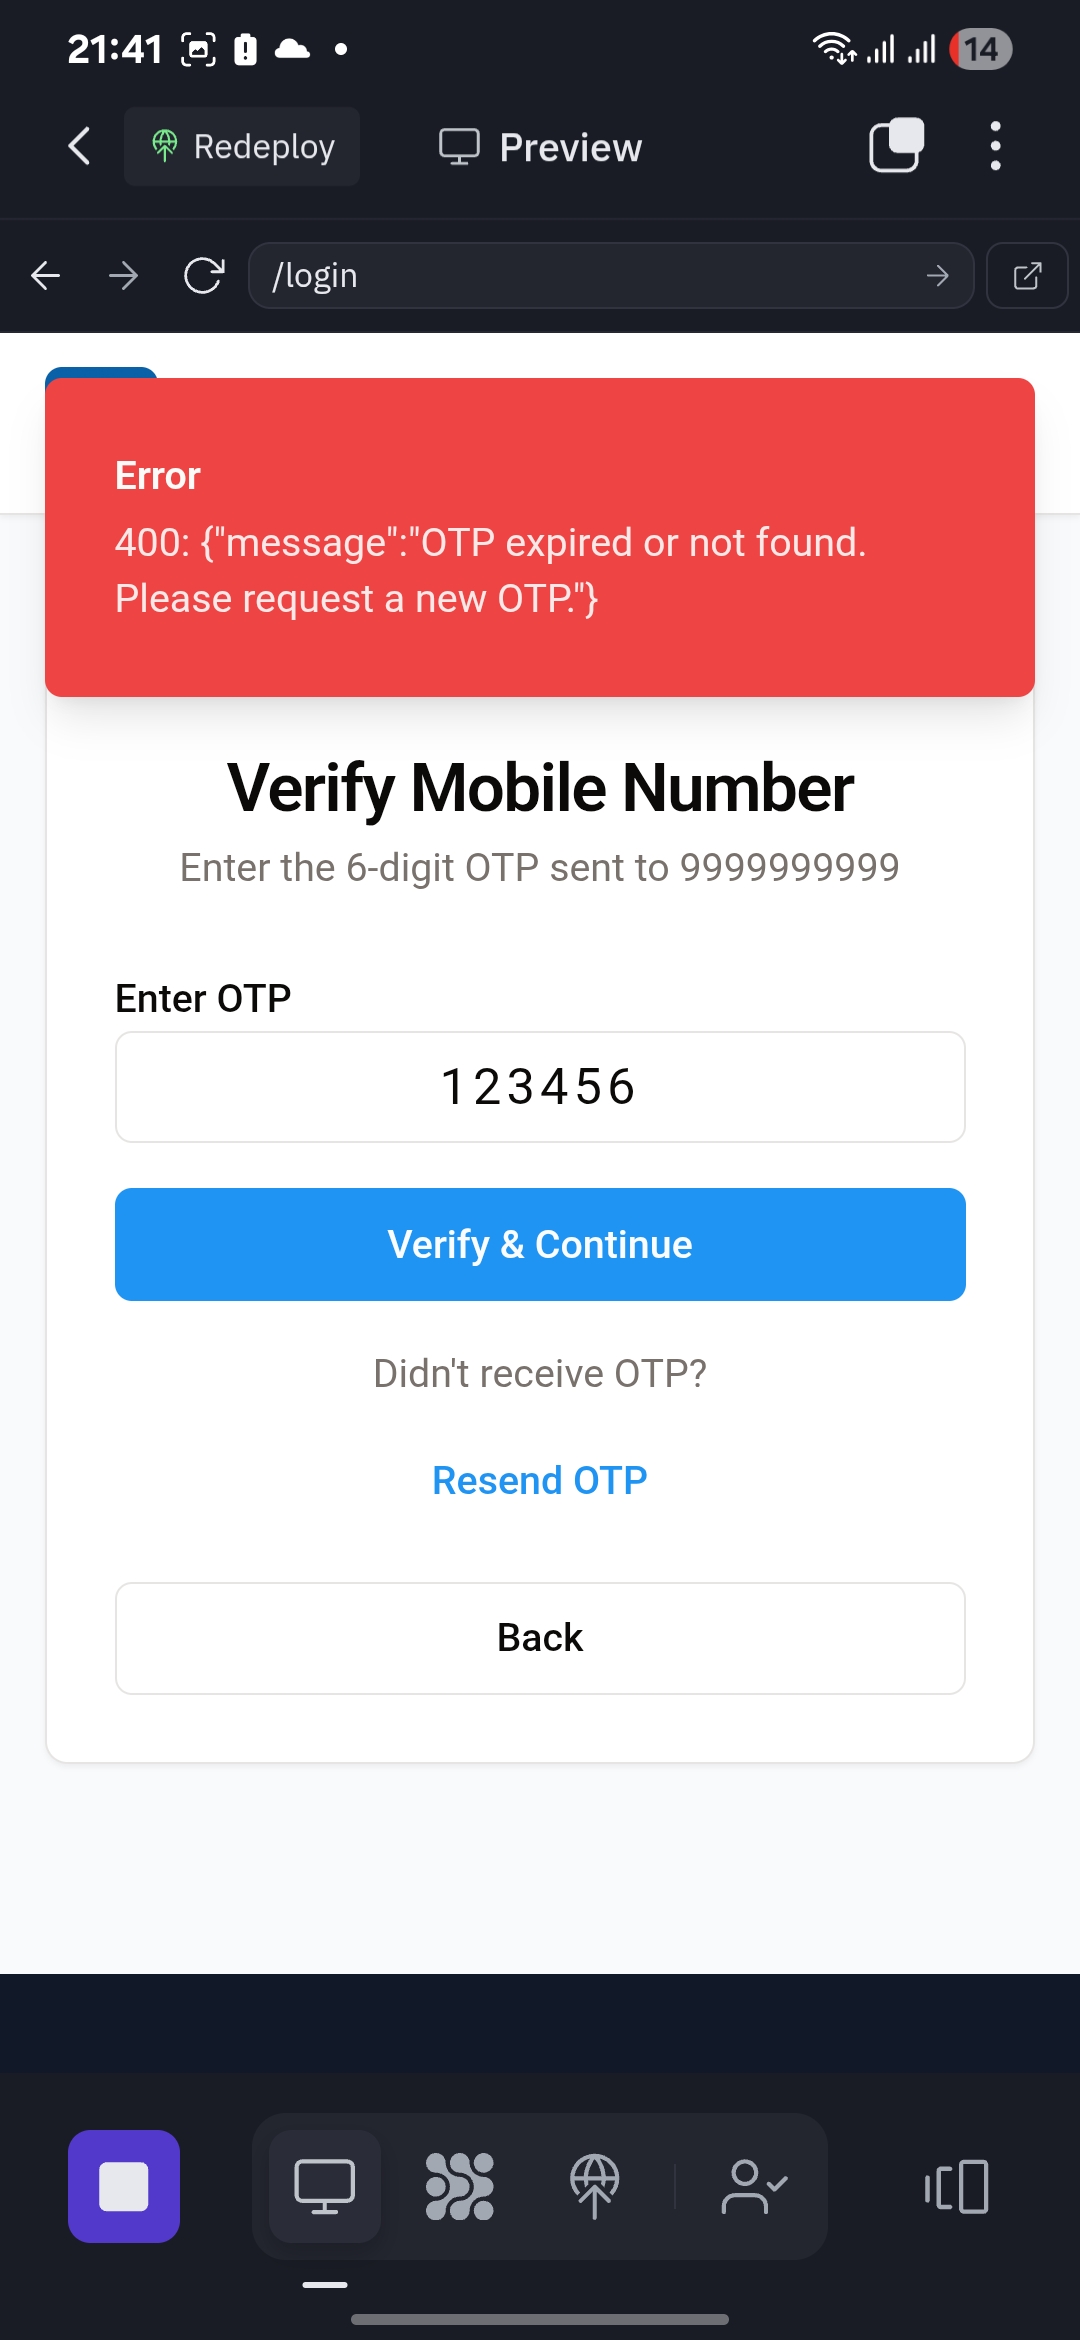 21:41
14
Redeploy
Preview
/login
Error
400: {"message":"OTP expired or not found.
Please request a new OTP."}
Verify Mobile Number
Enter the 6-digit OTP sent to 9999999999
Enter OTP
123456
Verify & Continue
Didn't receive OTP?
Resend OTP
Back